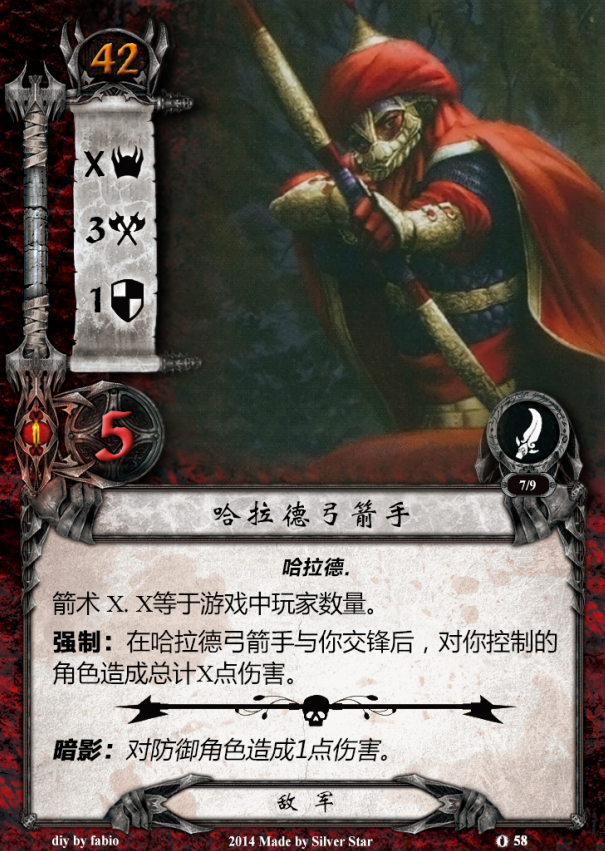 42
X
3
1
5
7/9
哈拉德弓箭手
哈拉德.
箭术 X. X等于游戏中玩家数量。
强制：在哈拉德弓箭手与你交锋后，对你控制的
角色造成总计X点伤害。
暗影：对防御角色造成1点伤害。
敌军
diy by fabio
2014 Made by Silver Star
58